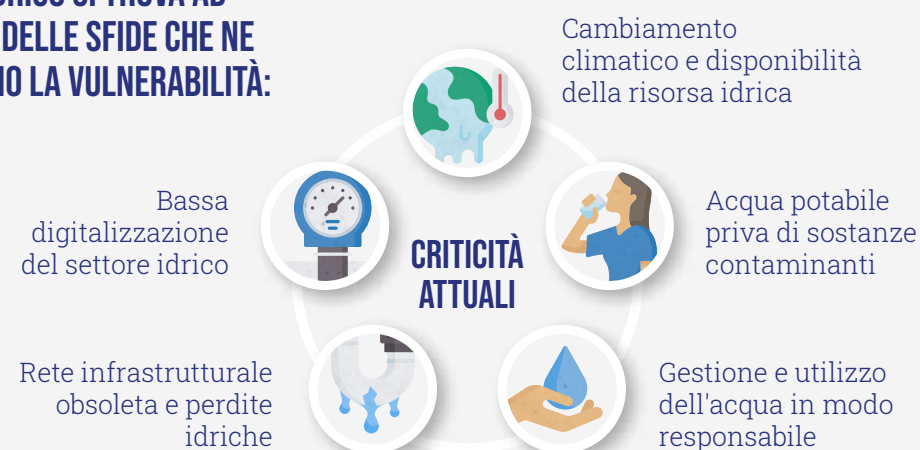 DELLE SFIDE CHE NE
LA VULNERABILITÀ:
Cambiamento
climatico e disponibilità
della risorsa idrica
Bassa
digitalizzazione
del settore idrico
CRITICITÀ
ATTUALI
Acqua potabile
priva di sostanze
contaminanti
Rete infrastrutturale
obsoleta e perdite
idriche
Gestione e utilizzo
dell'acqua in modo
responsabile